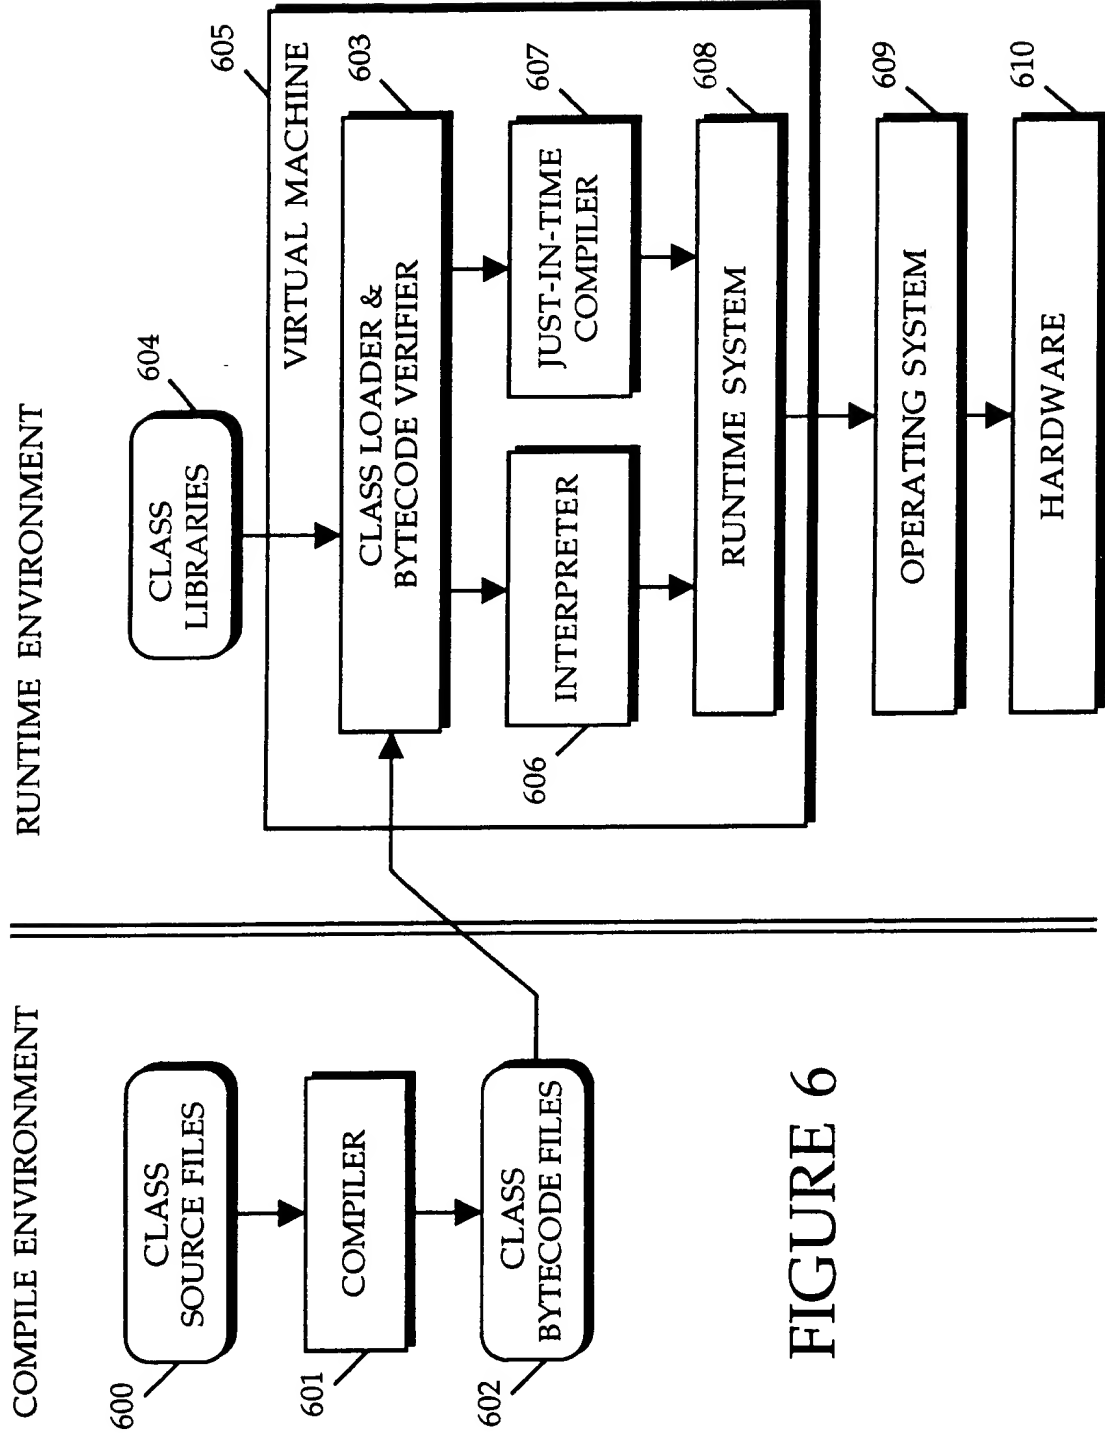 COMPILE ENVIRONMENT
600
CLASS
SOURCE FILES
601
COMPILER
602
CLASS
BYTECODE FILES
RUNTIME ENVIRONMENT
604
CLASS
LIBRARIES
605
VIRTUAL MACHINE
603
CLASS LOADER &
BYTECODE VERIFIER
606
INTERPRETER
607
JUST-IN-TIME
COMPILER
608
RUNTIME SYSTEM
609
OPERATING SYSTEM
610
HARDWARE
FIGURE 6